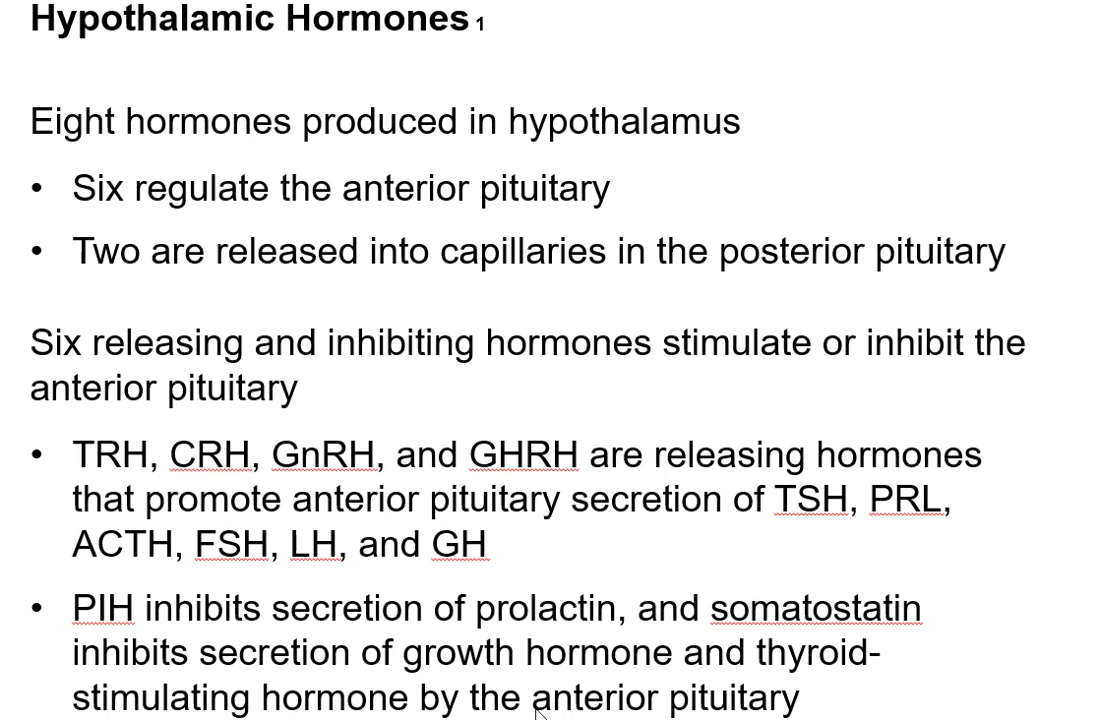 Hypothalamic Hormones 1
Eight hormones produced in hypothalamus
• Six regulate the anterior pituitary
• Two are released into capillaries in the posterior pituitary
Six releasing and inhibiting hormones stimulate or inhibit the
anterior pituitary
• TRH, CRH, GnRH, and GHRH are releasing hormones
that promote anterior pituitary secretion of TSH, PRL,
ACTH, FSH, LH, and GH
• PIH inhibits secretion of prolactin, and somatostatin
inhibits secretion of growth hormone and thyroid-
stimulating hormone by the anterior pituitary